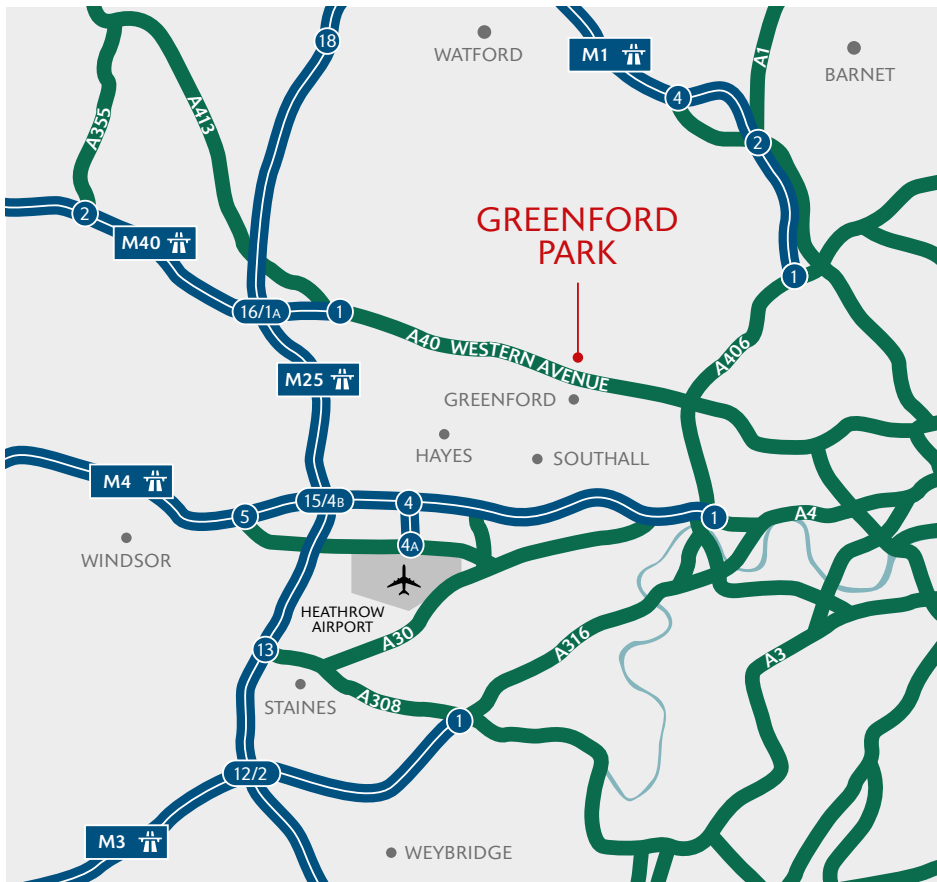 18
WATFORD
M1
A1
BARNET
A355
A413
4
2
2
M40
GREENFORD
PARK
1
16/1A
1
A40 WESTERN AVENUE
A406
M25
GREENFORD
HAYES
SOUTHALL
M4
15/4B
4
5
1
A4
WINDSOR
4A
HEATHROW
AIRPORT
A30
A316
13
A3
STAINES
A308
1
12/2
M3
WEYBRIDGE